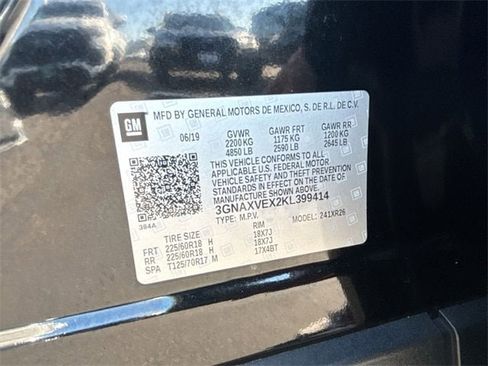 GM
MFD BY GENERAL MOTORS DE MEXICO, S. DE R.L. DE C.V.
06/19 GVWR GAWR FRT GAWR RR
2200 KG 1175 KG 1200 KG
4850 LB 2590 LB 2645 LB
THIS VEHICLE CONFORMS TO ALL
APPLICABLE U.S. FEDERAL MOTOR
VEHICLE SAFETY AND THEFT PREVENTION
STANDARDS IN EFFECT ON THE DATE OF
MANUFACTURE SHOWN ABOVE.
3GNAXVEX2KL399414
384A TYPE: M.P.V. 241XR26
TIRE SIZE RIM
FRT 225/60R18 H 18X7J
RR 225/60R18 H 18X7J
SPA T125/70R17 M 17X4BT